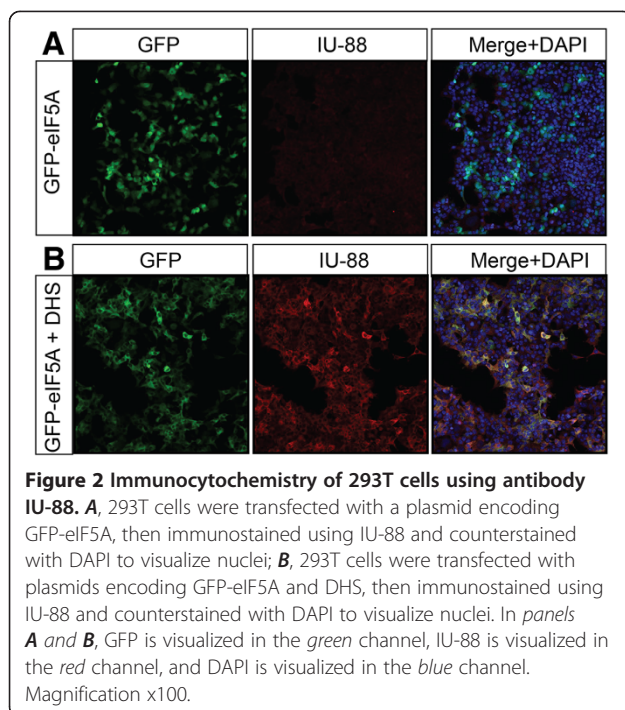 A
GFP IU-88 Merge+DAPI
GFP-eIF5A
B
GFP IU-88 Merge+DAPI
GFP-eIF5A + DHS
Figure 2 Immunocytochemistry of 293T cells using antibody
IU-88. A, 293T cells were transfected with a plasmid encoding
GFP-eIF5A, then immunostained using IU-88 and counterstained
with DAPI to visualize nuclei; B, 293T cells were transfected with
plasmids encoding GFP-eIF5A and DHS, then immunostained using
IU-88 and counterstained with DAPI to visualize nuclei. In panels
A and B, GFP is visualized in the green channel, IU-88 is visualized in
the red channel, and DAPI is visualized in the blue channel.
Magnification x100.